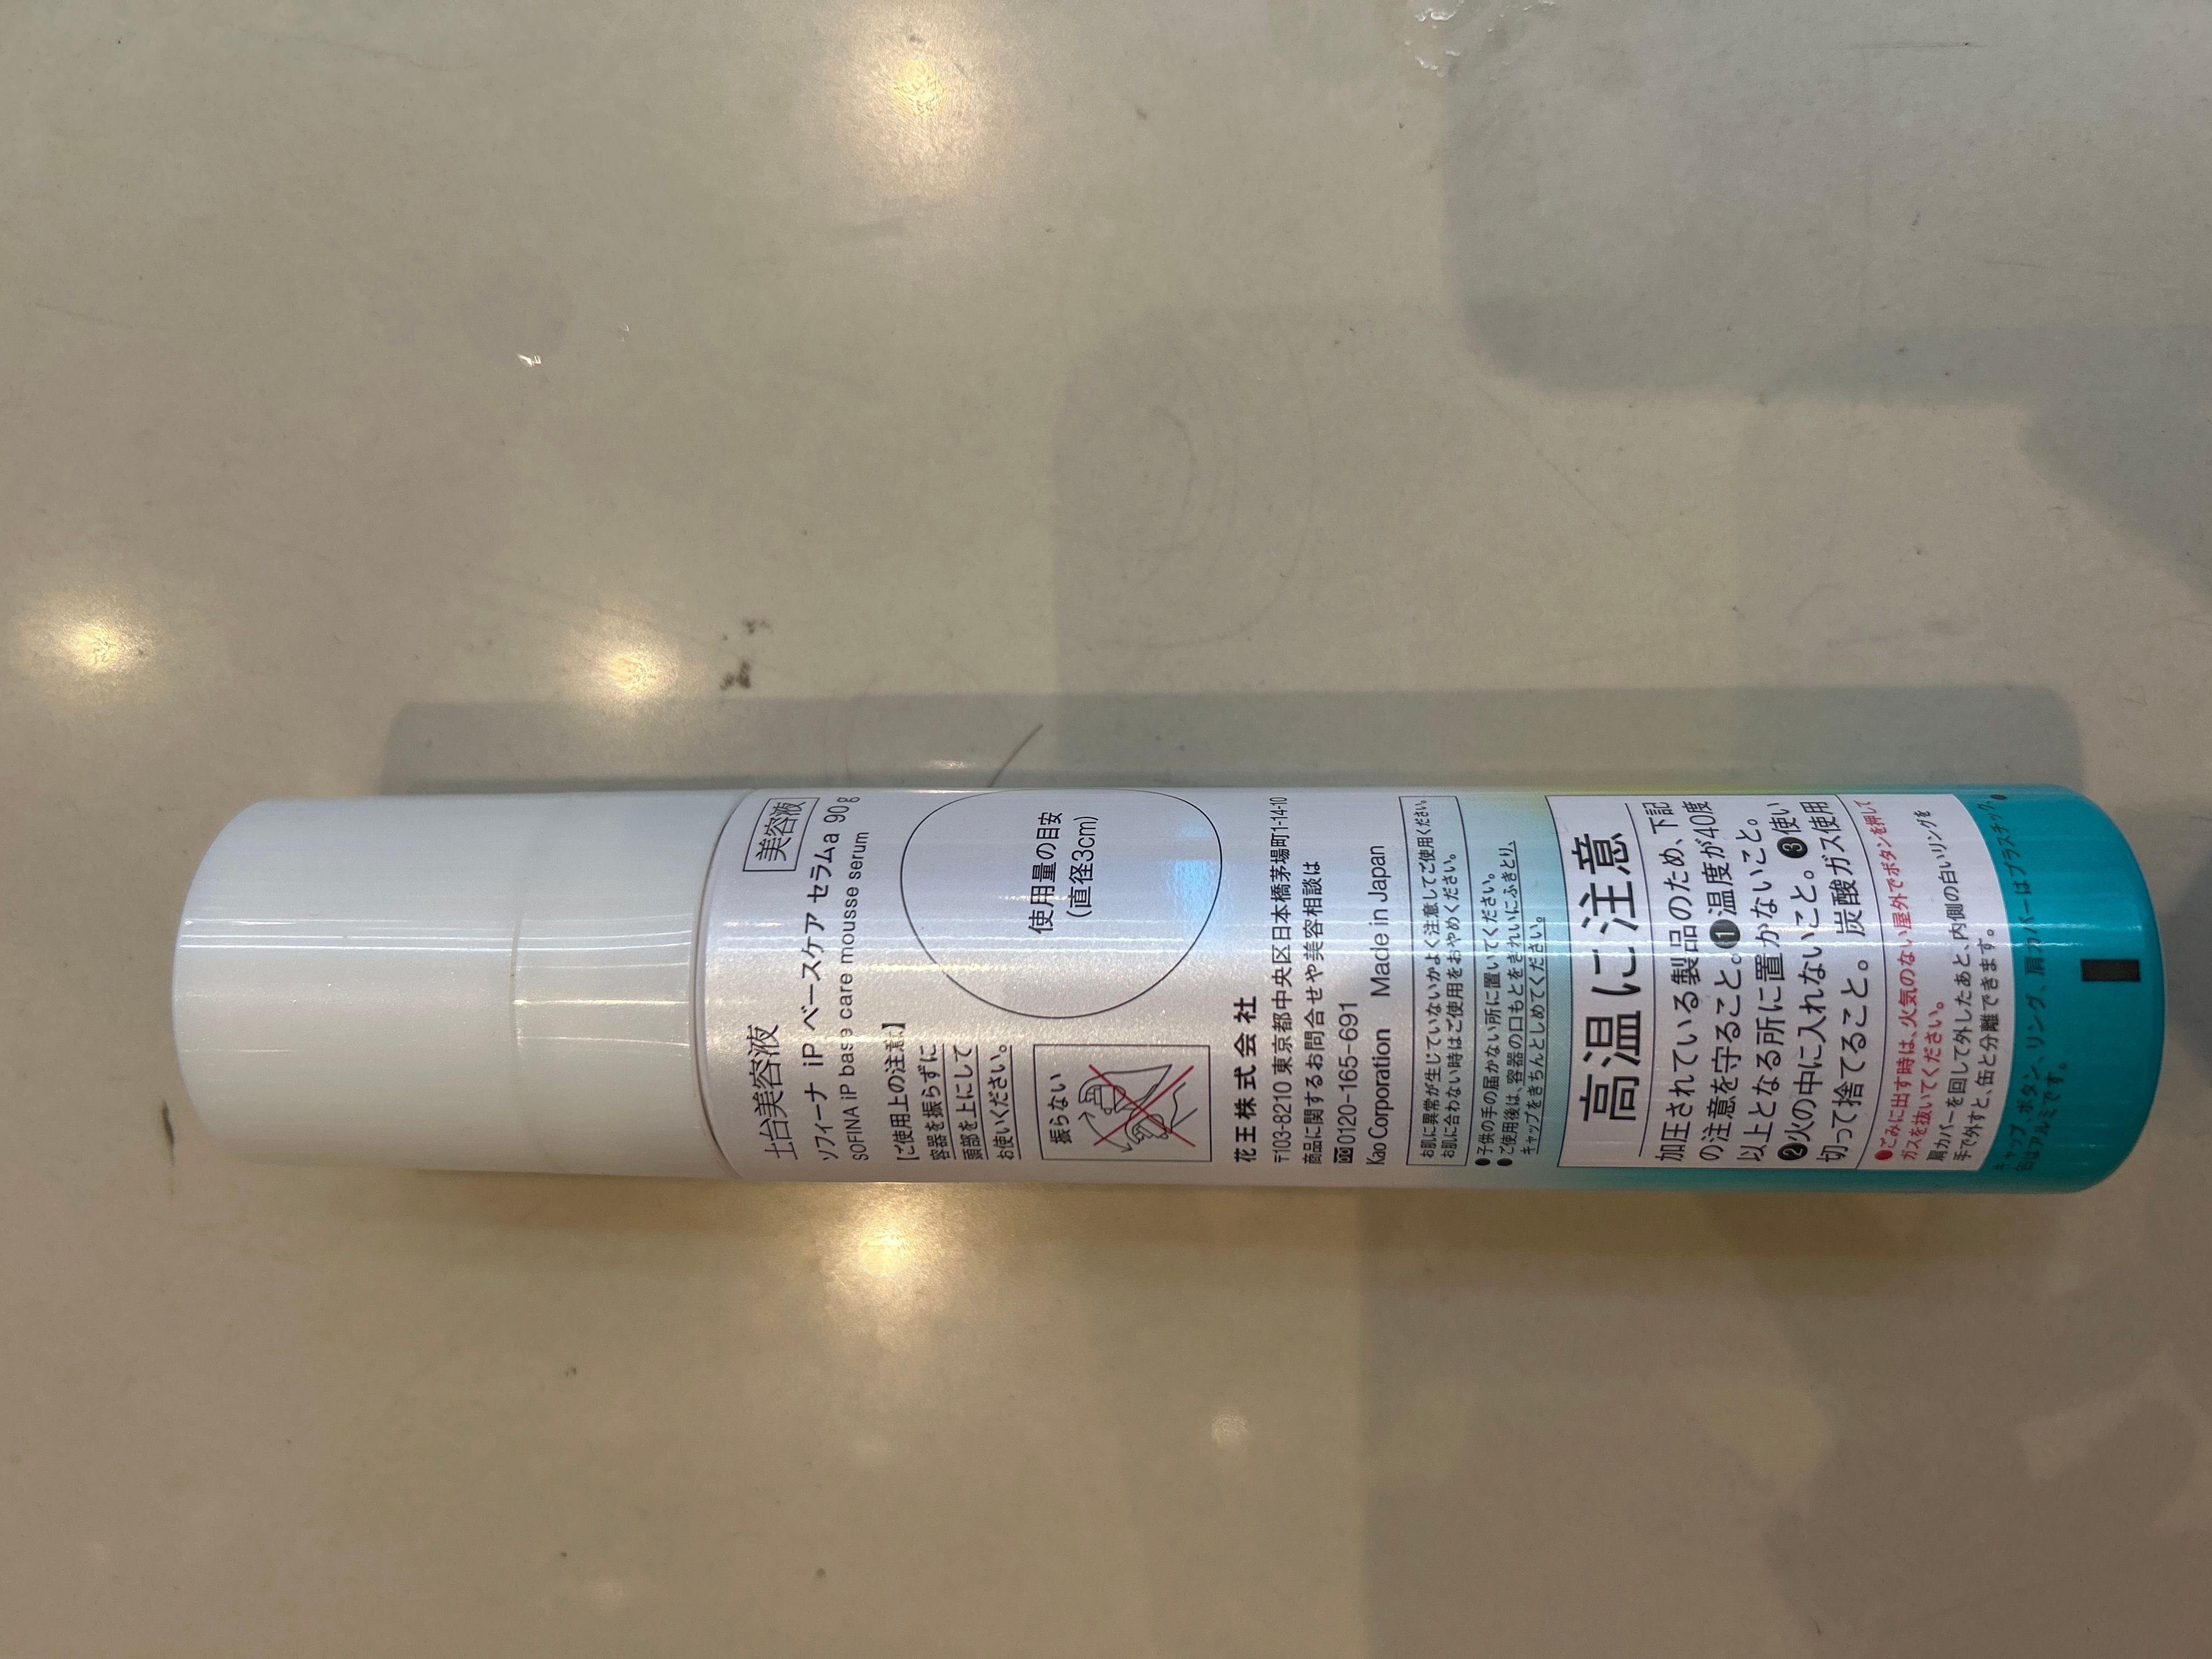 美容液
土台美容液
ソフィーナ iP ベースケア セラムa 90g
SOFINA iP base care mousse serum
【ご使用上の注意】
容器を振らずに
頭部を上にして
お使いください。
使用量の目安
(直径3cm)
振らない
花王株式会社
〒103-8210 東京都中央区日本橋茅場町1-14-10
商品に関するお問合せや美容相談は
0120-165-691
Kao Corporation Made in Japan
お肌に異常が生じていないかよく注意してご使用ください。
お肌に合わない時はご使用をおやめください。
●子供の手の届かない所に置いてください。
●ご使用後は、容器の口もとをきれいにふきとり、
キャップをきちんとしめてください。
高温に注意
加圧されている製品のため、下記
の注意を守ること。❶温度が40度
以上となる所に置かないこと。
❷火の中に入れないこと。❸使い
切って捨てること。炭酸ガス使用
●ごみに出す時は、火気のない屋外でボタンを押して
ガスを抜いてください。
肩カバーを回して外したあと、内側の白いリングを
手で外すと、缶と分離できます。
キャップ、ボタン、リング、肩カバーはプラスチック、
缶はアルミです。